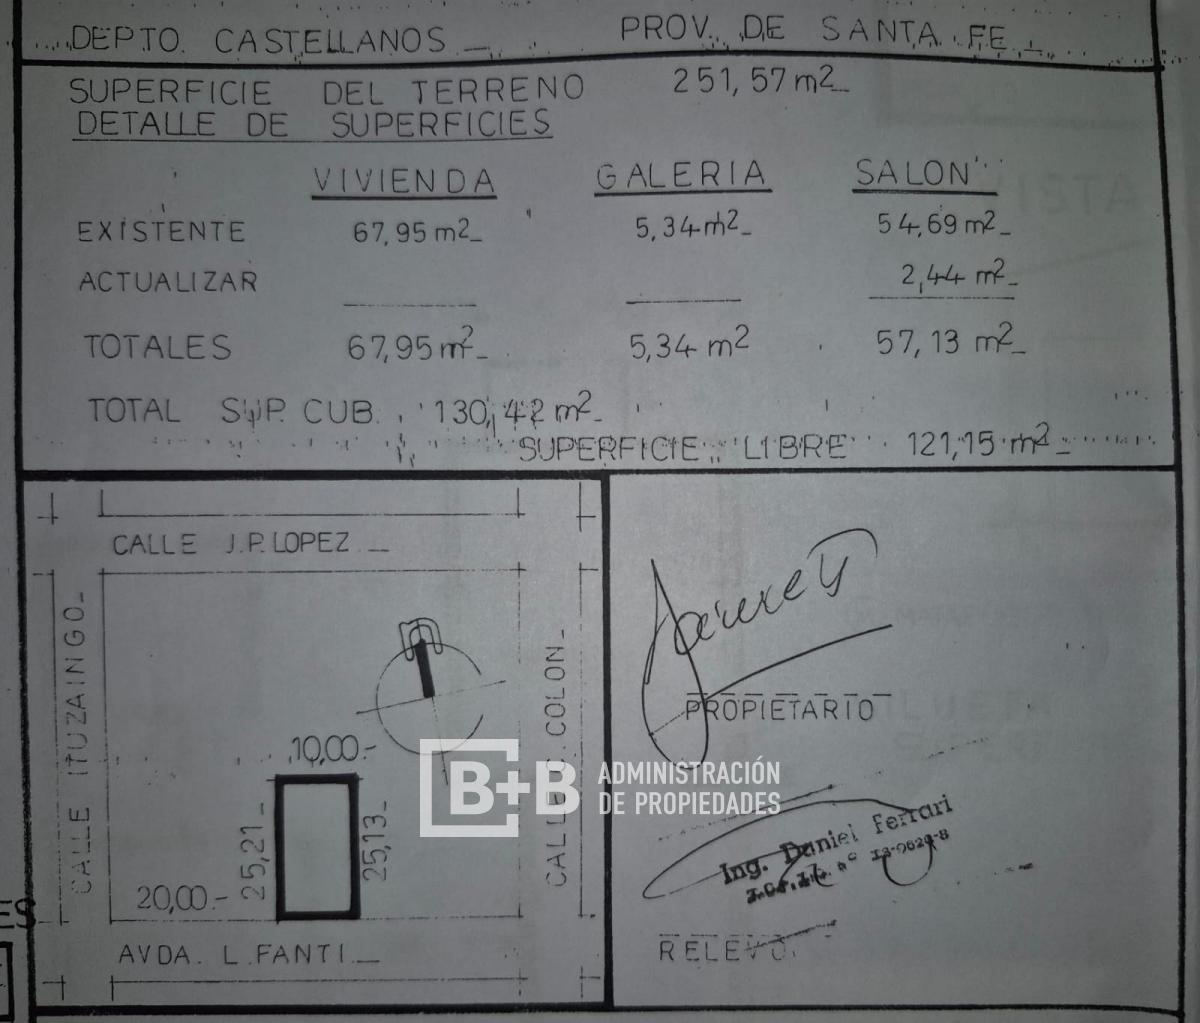 DEPTO. CASTELLANOS PROV. DE SANTA FE
SUPERFICIE DEL TERRENO 251,57 m2
DETALLE DE SUPERFICIES
VIVIENDA GALERIA SALON
EXISTENTE 67,95 m2 5,34 m2 54,69 m2
ACTUALIZAR 2,44 m2
TOTALES 67,95 m2 5,34 m2 57,13 m2
TOTAL SUP. CUB. 130,42 m2
SUPERFICIE LIBRE 121,15 m2
CALLE J.P. LOPEZ
CALLE ITUZAINGO
CALLE C. COLON
10,00.-
25,21
25,13
20,00.-
AVDA. L. FANTI
ES
PROPIETARIO
B+B ADMINISTRACIÓN
DE PROPIEDADES
Ing. Daniel Ferrari
RELEVO.